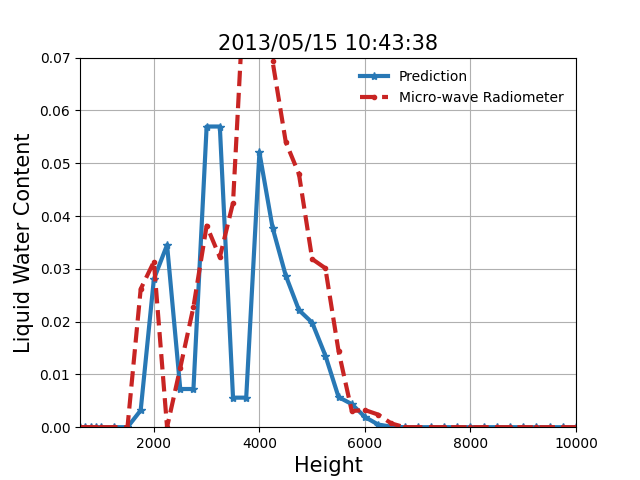 2013/05/15 10:43:38
Prediction
Micro-wave Radiometer
Liquid Water Content
0.07
0.06
0.05
0.04
0.03
0.02
0.01
0.00
2000 4000 6000 8000 10000
Height